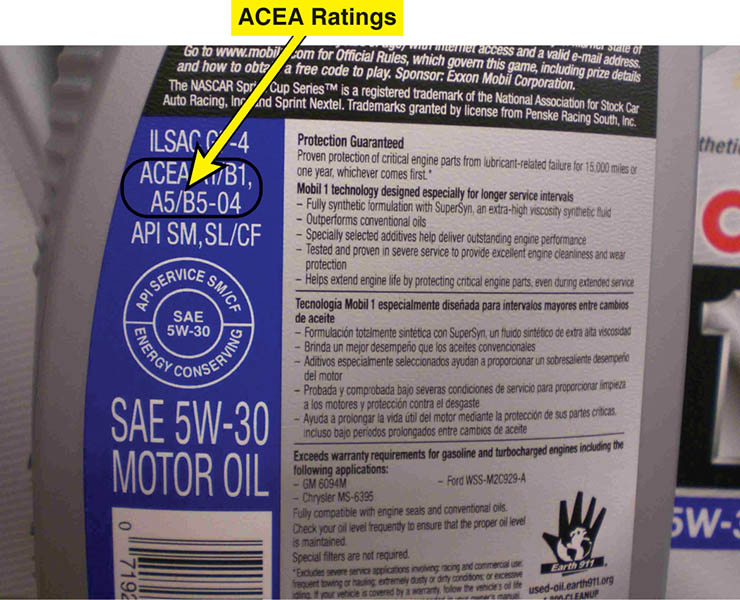 ACEA Ratings
internet access and a valid e-mail address.
Go to www.mobil com for Official Rules, which govern this game, including prize details
and how to obta a free code to play. Sponsor: Exxon Mobil Corporation.
The NASCAR Spri Cup Series™ is a registered trademark of the National Association for Stock Car
Auto Racing, Inc and Sprint Nextel. Trademarks granted by license from Penske Racing South, Inc.
ILSAC G -4
ACEA A1/B1,
A5/B5-04
API SM,SL/CF
API SERVICE SM/CF
SAE
5W-30
ENERGY CONSERVING
SAE 5W-30
MOTOR OIL
0 7192
Protection Guaranteed
Proven protection of critical engine parts from lubricant-related failure for 15,000 miles or
one year, whichever comes first.*
Mobil 1 technology designed especially for longer service intervals
– Fully synthetic formulation with SuperSyn, an extra-high viscosity synthetic fluid
– Outperforms conventional oils
– Specially selected additives help deliver outstanding engine performance
– Tested and proven in severe service to provide excellent engine cleanliness and wear
protection
– Helps extend engine life by protecting critical engine parts, even during extended service
Tecnología Mobil 1 especialmente diseñada para intervalos mayores entre cambios
de aceite
– Formulación totalmente sintética con SuperSyn, un fluido sintético de extra alta viscosidad
– Brinda un mejor desempeño que los aceites convencionales
– Aditivos especialmente seleccionados ayudan a proporcionar un sobresaliente desempeño
del motor
– Probada y comprobada bajo severas condiciones de servicio para proporcionar limpieza
a los motores y protección contra el desgaste
– Ayuda a prolongar la vida útil del motor mediante la protección de sus partes críticas,
incluso bajo períodos prolongados entre cambios de aceite
Exceeds warranty requirements for gasoline and turbocharged engines including the
following applications:
– GM 6094M – Ford WSS-M2C929-A
– Chrysler MS-6395
Fully compatible with engine seals and conventional oils.
Check your oil level frequently to ensure that the proper oil level
is maintained.
Special filters are not required.
*Excludes severe service applications involving: racing and commercial use;
frequent towing or hauling; extremely dusty or dirty conditions; or excessive
idling. If your vehicle is covered by a warranty, follow the vehicle's oil life
Earth 911
used-oil.earth911.org
CLEANUP
thetic
5W-3